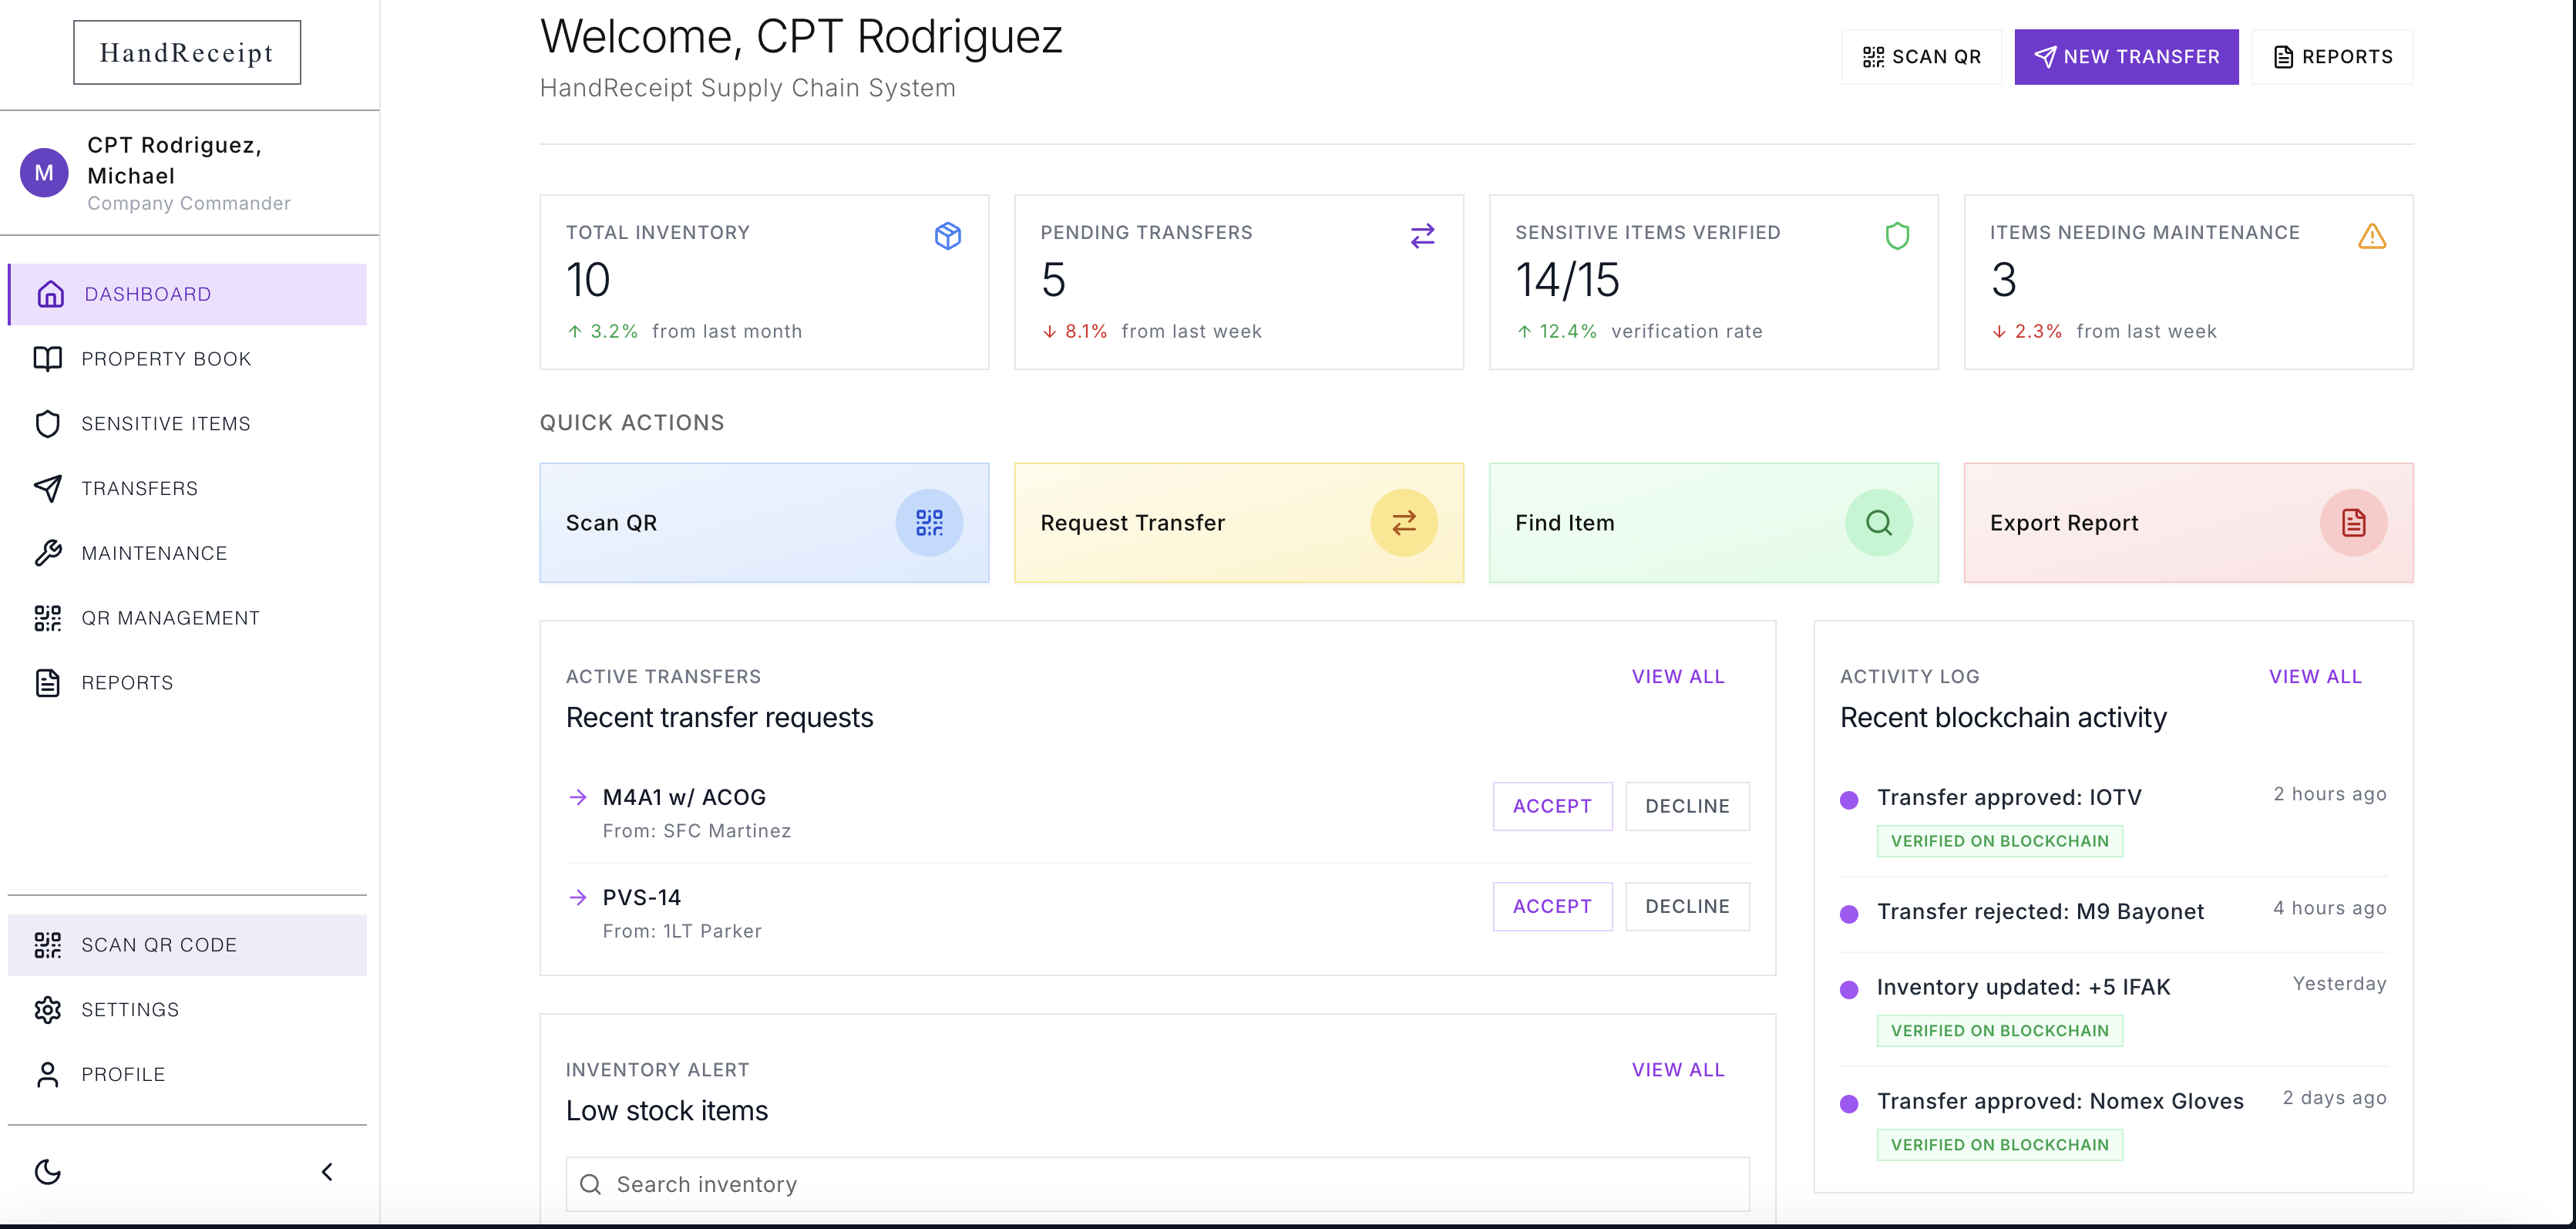 HandReceipt
M
CPT Rodriguez,
Michael
Company Commander
DASHBOARD
PROPERTY BOOK
SENSITIVE ITEMS
TRANSFERS
MAINTENANCE
QR MANAGEMENT
REPORTS
SCAN QR CODE
SETTINGS
PROFILE
Welcome, CPT Rodriguez
HandReceipt Supply Chain System
SCAN QR
NEW TRANSFER
REPORTS
TOTAL INVENTORY
10
↑ 3.2% from last month
PENDING TRANSFERS
5
↓ 8.1% from last week
SENSITIVE ITEMS VERIFIED
14/15
↑ 12.4% verification rate
ITEMS NEEDING MAINTENANCE
3
↓ 2.3% from last week
QUICK ACTIONS
Scan QR
Request Transfer
Find Item
Export Report
ACTIVE TRANSFERS
VIEW ALL
Recent transfer requests
M4A1 w/ ACOG
From: SFC Martinez
ACCEPT
DECLINE
PVS-14
From: 1LT Parker
ACCEPT
DECLINE
INVENTORY ALERT
VIEW ALL
Low stock items
Search inventory
ACTIVITY LOG
VIEW ALL
Recent blockchain activity
Transfer approved: IOTV
2 hours ago
VERIFIED ON BLOCKCHAIN
Transfer rejected: M9 Bayonet
4 hours ago
Inventory updated: +5 IFAK
Yesterday
VERIFIED ON BLOCKCHAIN
Transfer approved: Nomex Gloves
2 days ago
VERIFIED ON BLOCKCHAIN